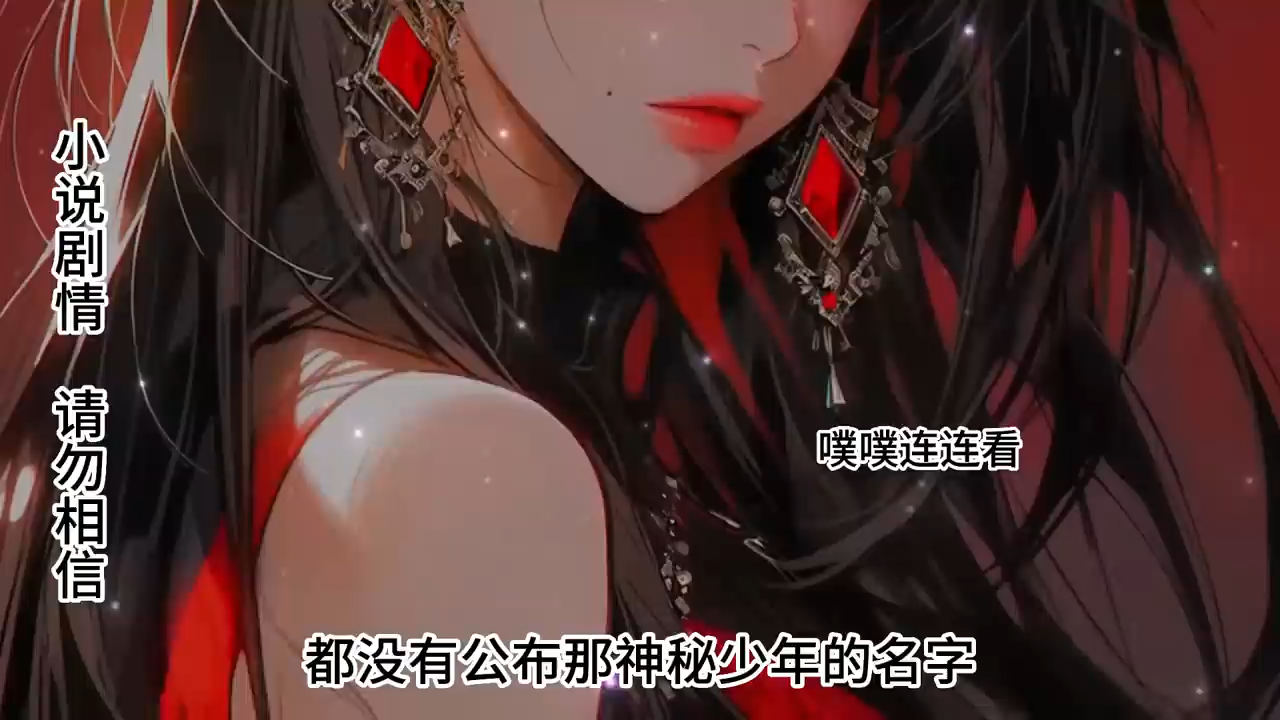 小说剧情 请勿相信
噗噗连连看
都没有公布那神秘少年的名字